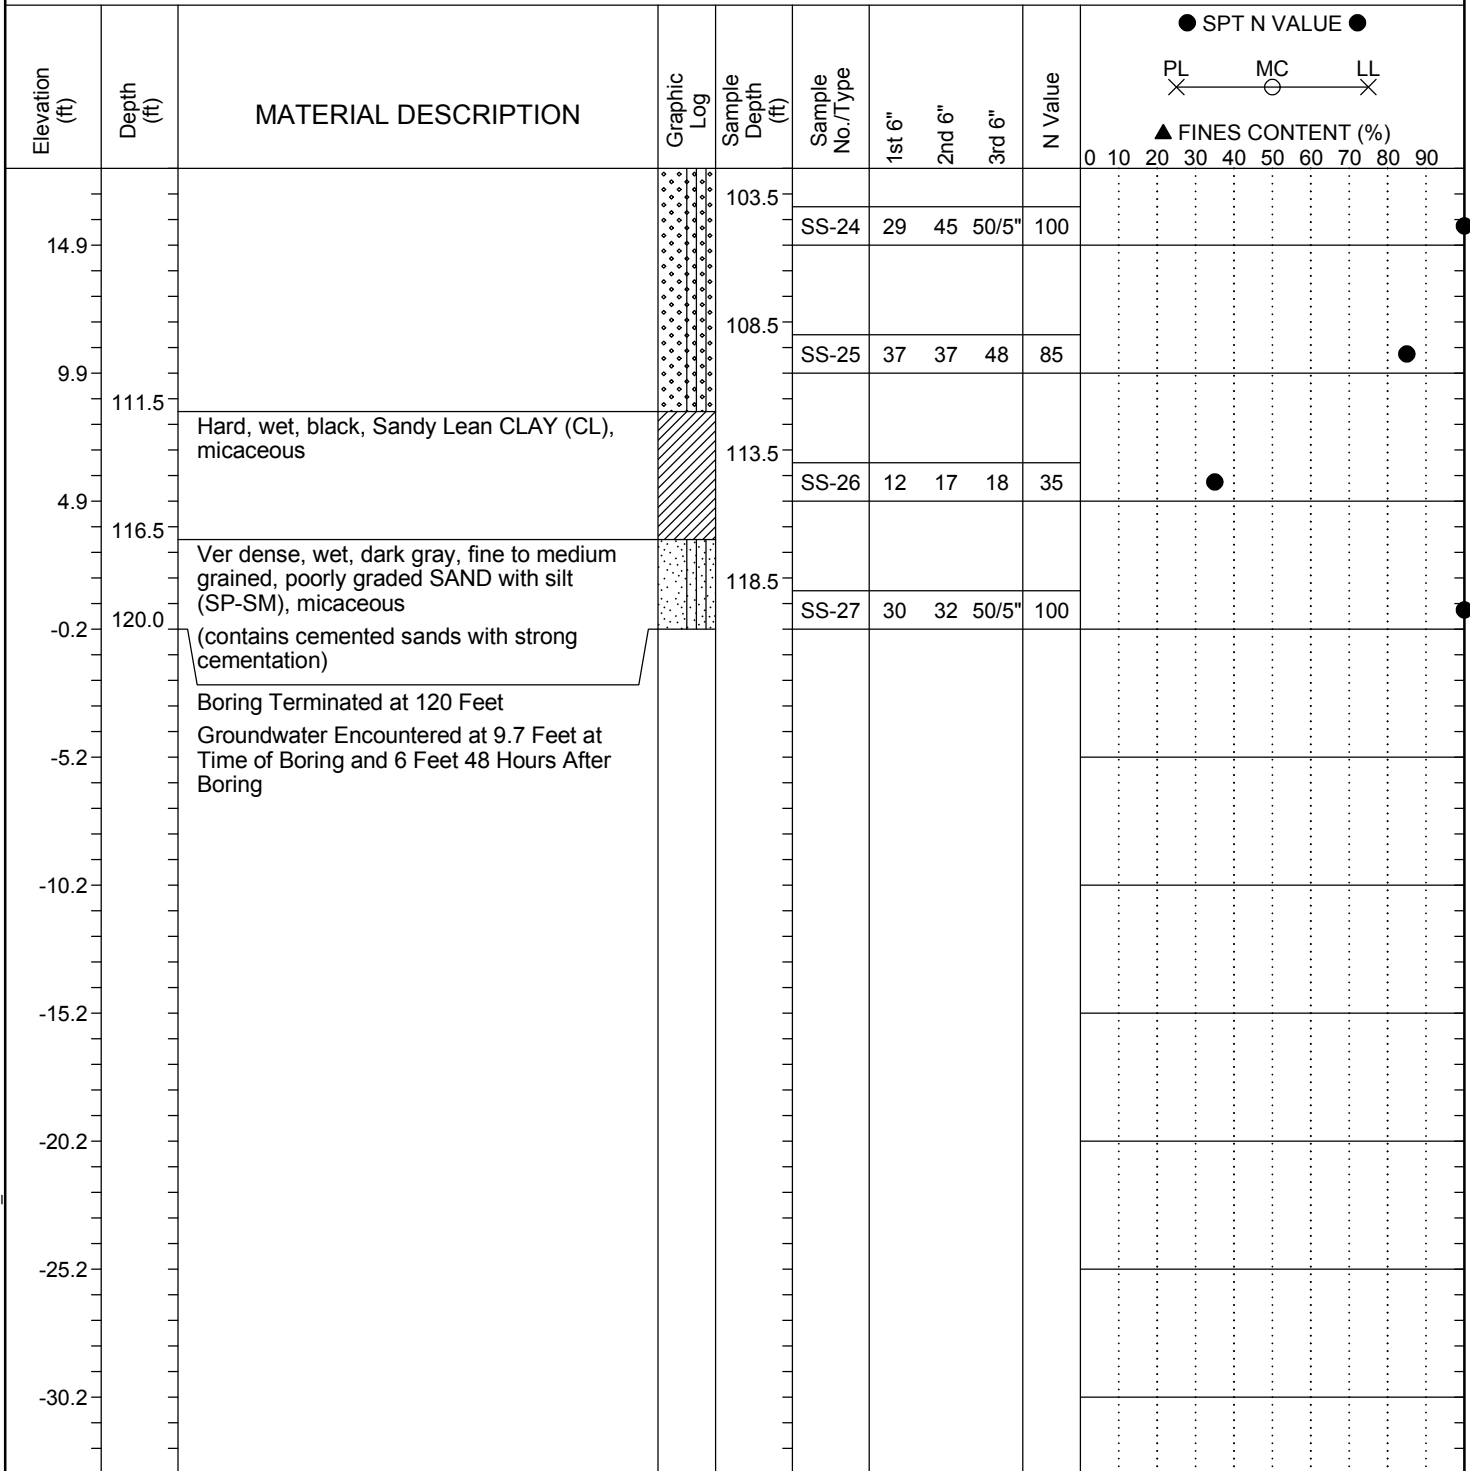 ● SPT N VALUE ●
PL MC LL
▲ FINES CONTENT (%)
0 10 20 30 40 50 60 70 80 90
Elevation
(ft)
Depth
(ft)
MATERIAL DESCRIPTION
Graphic
Log
Sample
Depth
(ft)
Sample
No./Type
1st 6"
2nd 6"
3rd 6"
N Value
103.5
SS-24 29 45 50/5" 100
14.9
108.5
SS-25 37 37 48 85
9.9
111.5
Hard, wet, black, Sandy Lean CLAY (CL),
micaceous
113.5
SS-26 12 17 18 35
4.9
116.5
Ver dense, wet, dark gray, fine to medium
grained, poorly graded SAND with silt
(SP-SM), micaceous
118.5
SS-27 30 32 50/5" 100
120.0
-0.2
(contains cemented sands with strong
cementation)
Boring Terminated at 120 Feet
Groundwater Encountered at 9.7 Feet at
Time of Boring and 6 Feet 48 Hours After
Boring
-5.2
-10.2
-15.2
-20.2
-25.2
-30.2